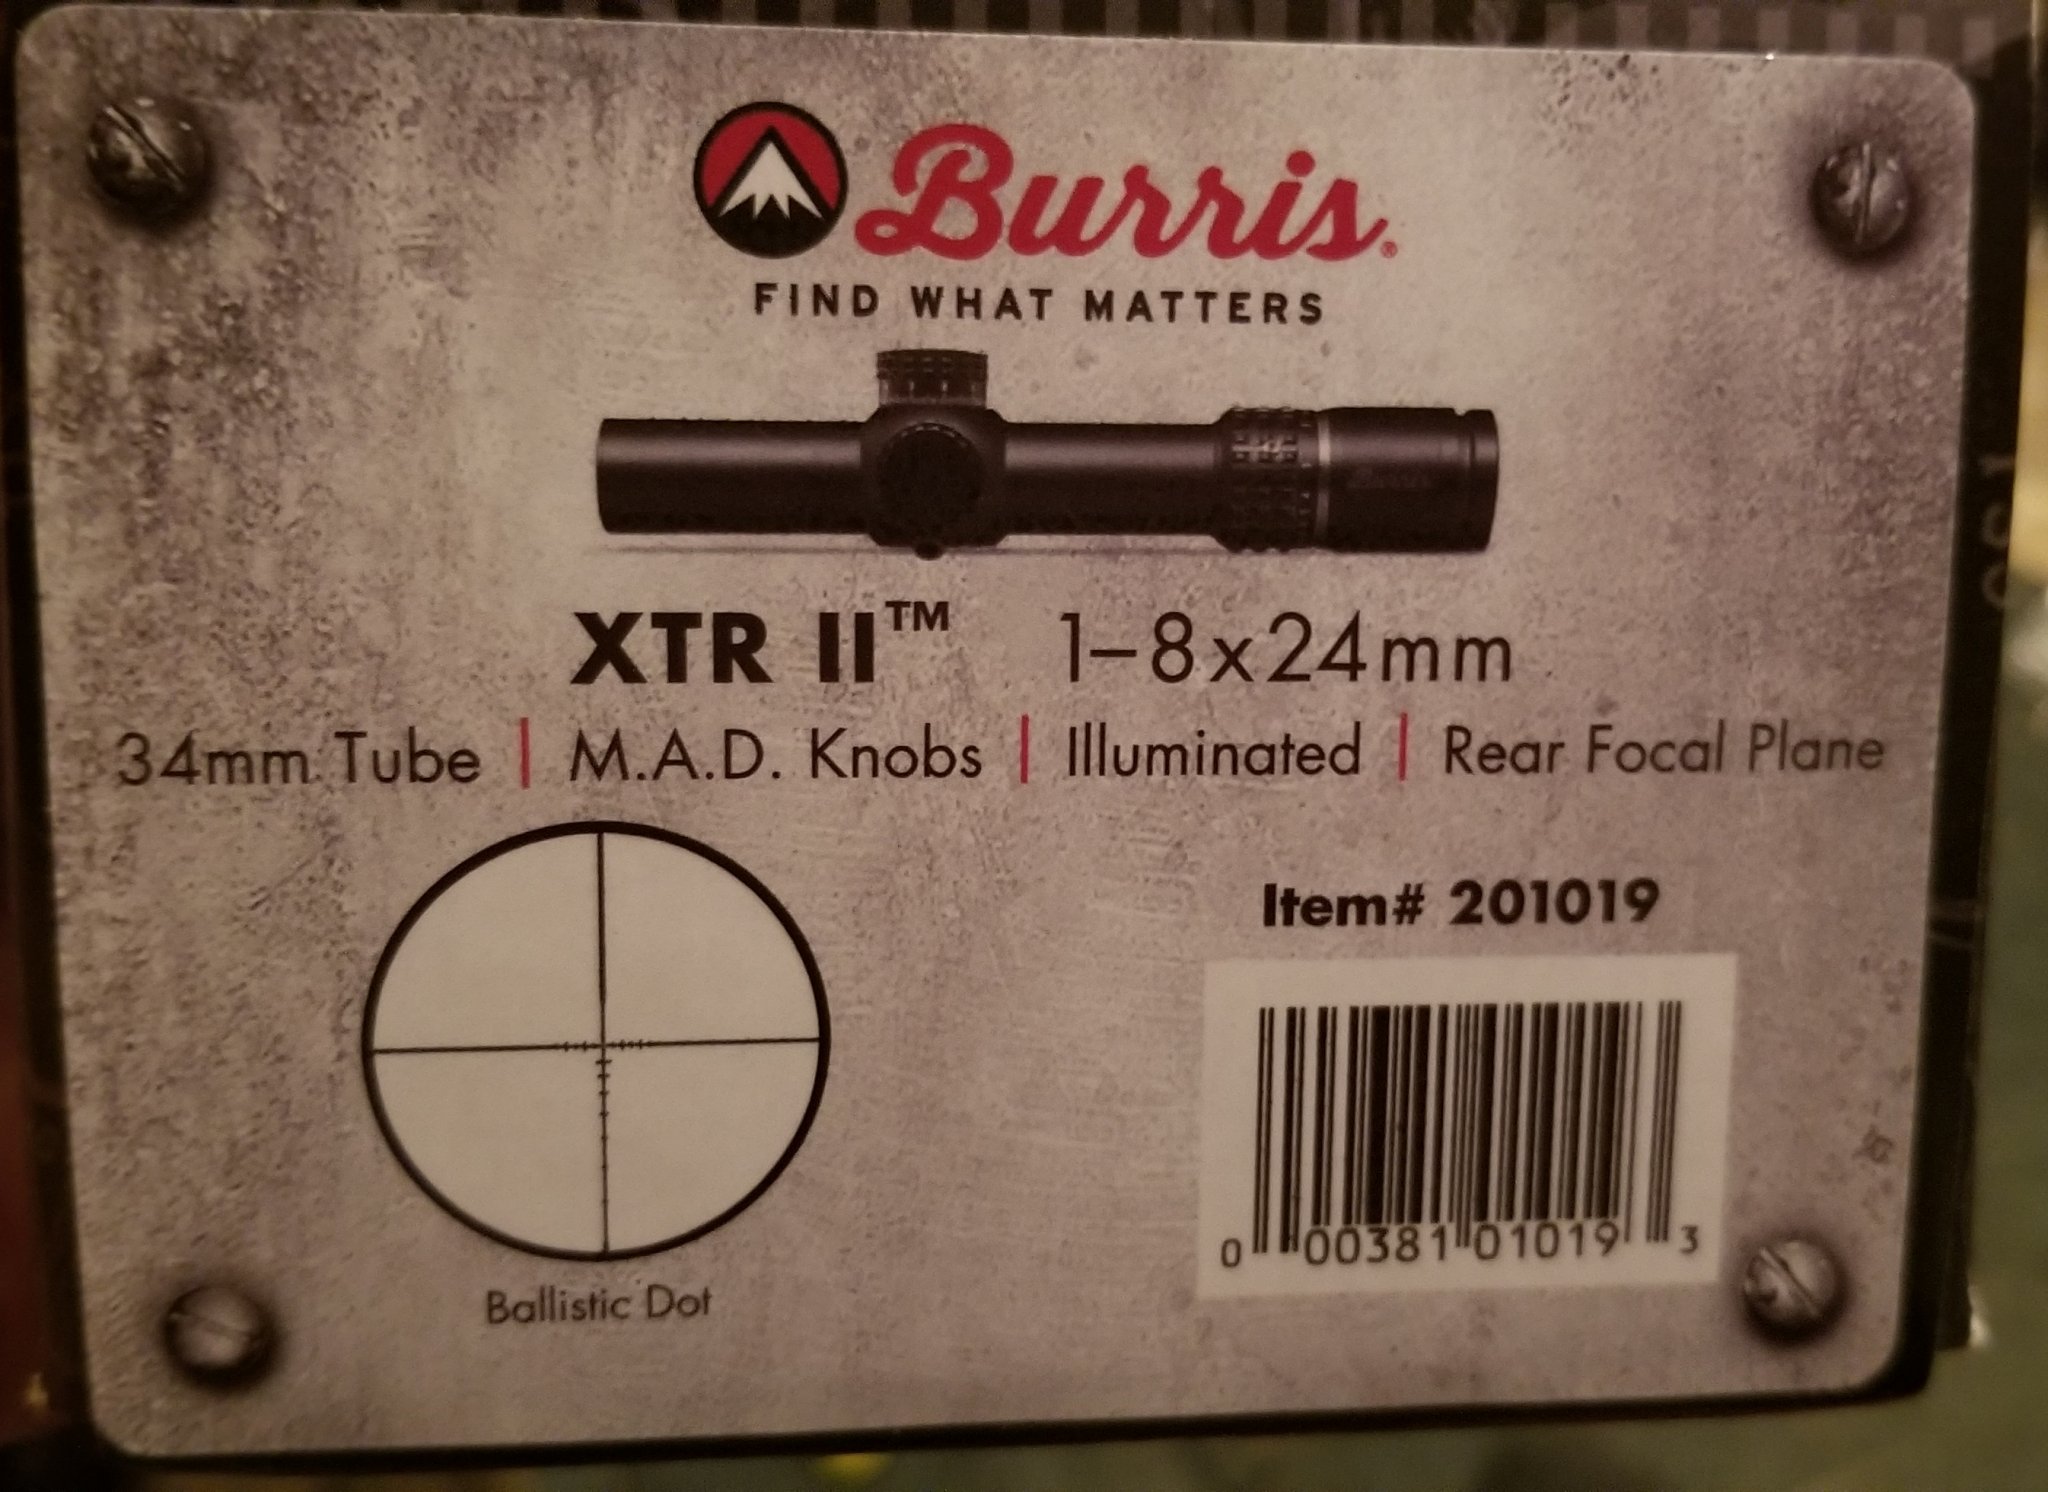 Burris®
FIND WHAT MATTERS
XTR II™ 1–8x24mm
34mm Tube | M.A.D. Knobs | Illuminated | Rear Focal Plane
Item# 201019
0 00381 01019 3
Ballistic Dot